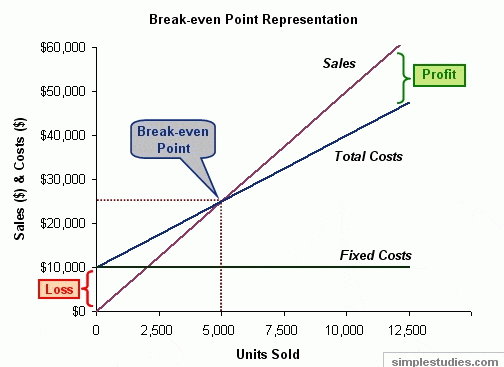 Break-even Point Representation
$60,000
$50,000
$40,000
$30,000
$20,000
$10,000
$0
Sales ($) & Costs ($)
Sales
Profit
Break-even
Point
Total Costs
Fixed Costs
Loss
0
2,500
5,000
7,500
10,000
12,500
Units Sold
simplestudies.com